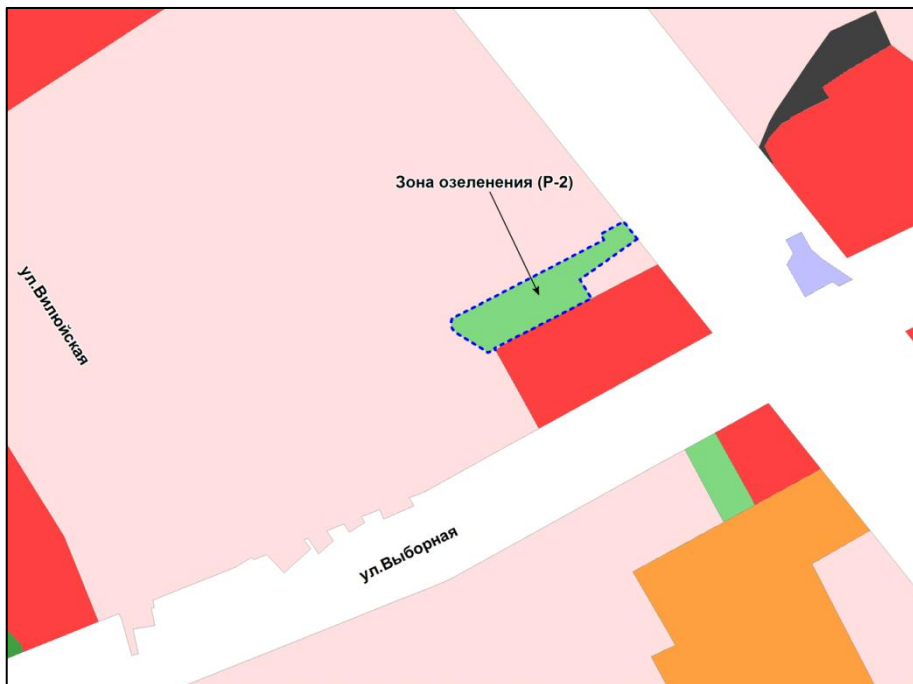 Зона озеленения (Р-2)
ул.Вилюйская
ул.Выборная